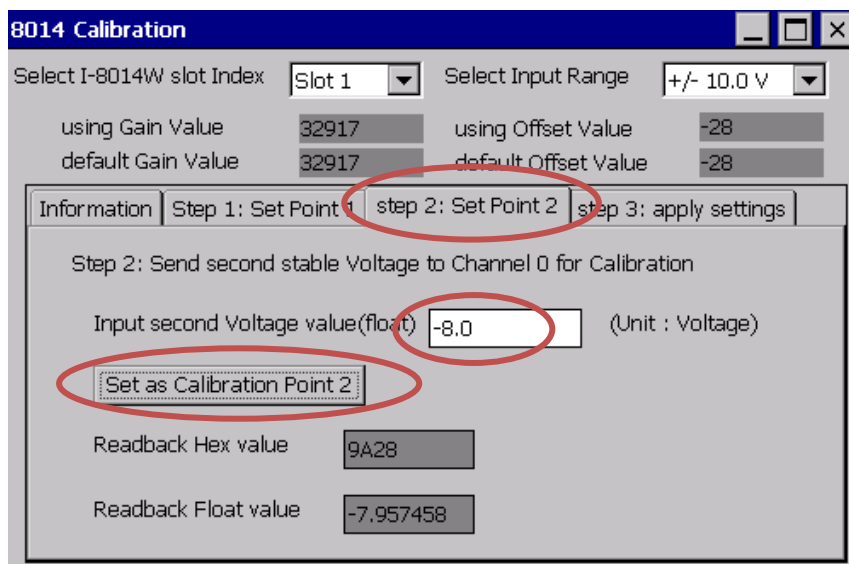 8014 Calibration
Select I-8014W slot Index Slot 1 Select Input Range +/- 10.0 V
using Gain Value 32917 using Offset Value -28
default Gain Value 32917 default Offset Value -28
Information Step 1: Set Point 1 step 2: Set Point 2 step 3: apply settings
Step 2: Send second stable Voltage to Channel 0 for Calibration
Input second Voltage value(float) -8.0 (Unit : Voltage)
Set as Calibration Point 2
Readback Hex value 9A28
Readback Float value -7.957458